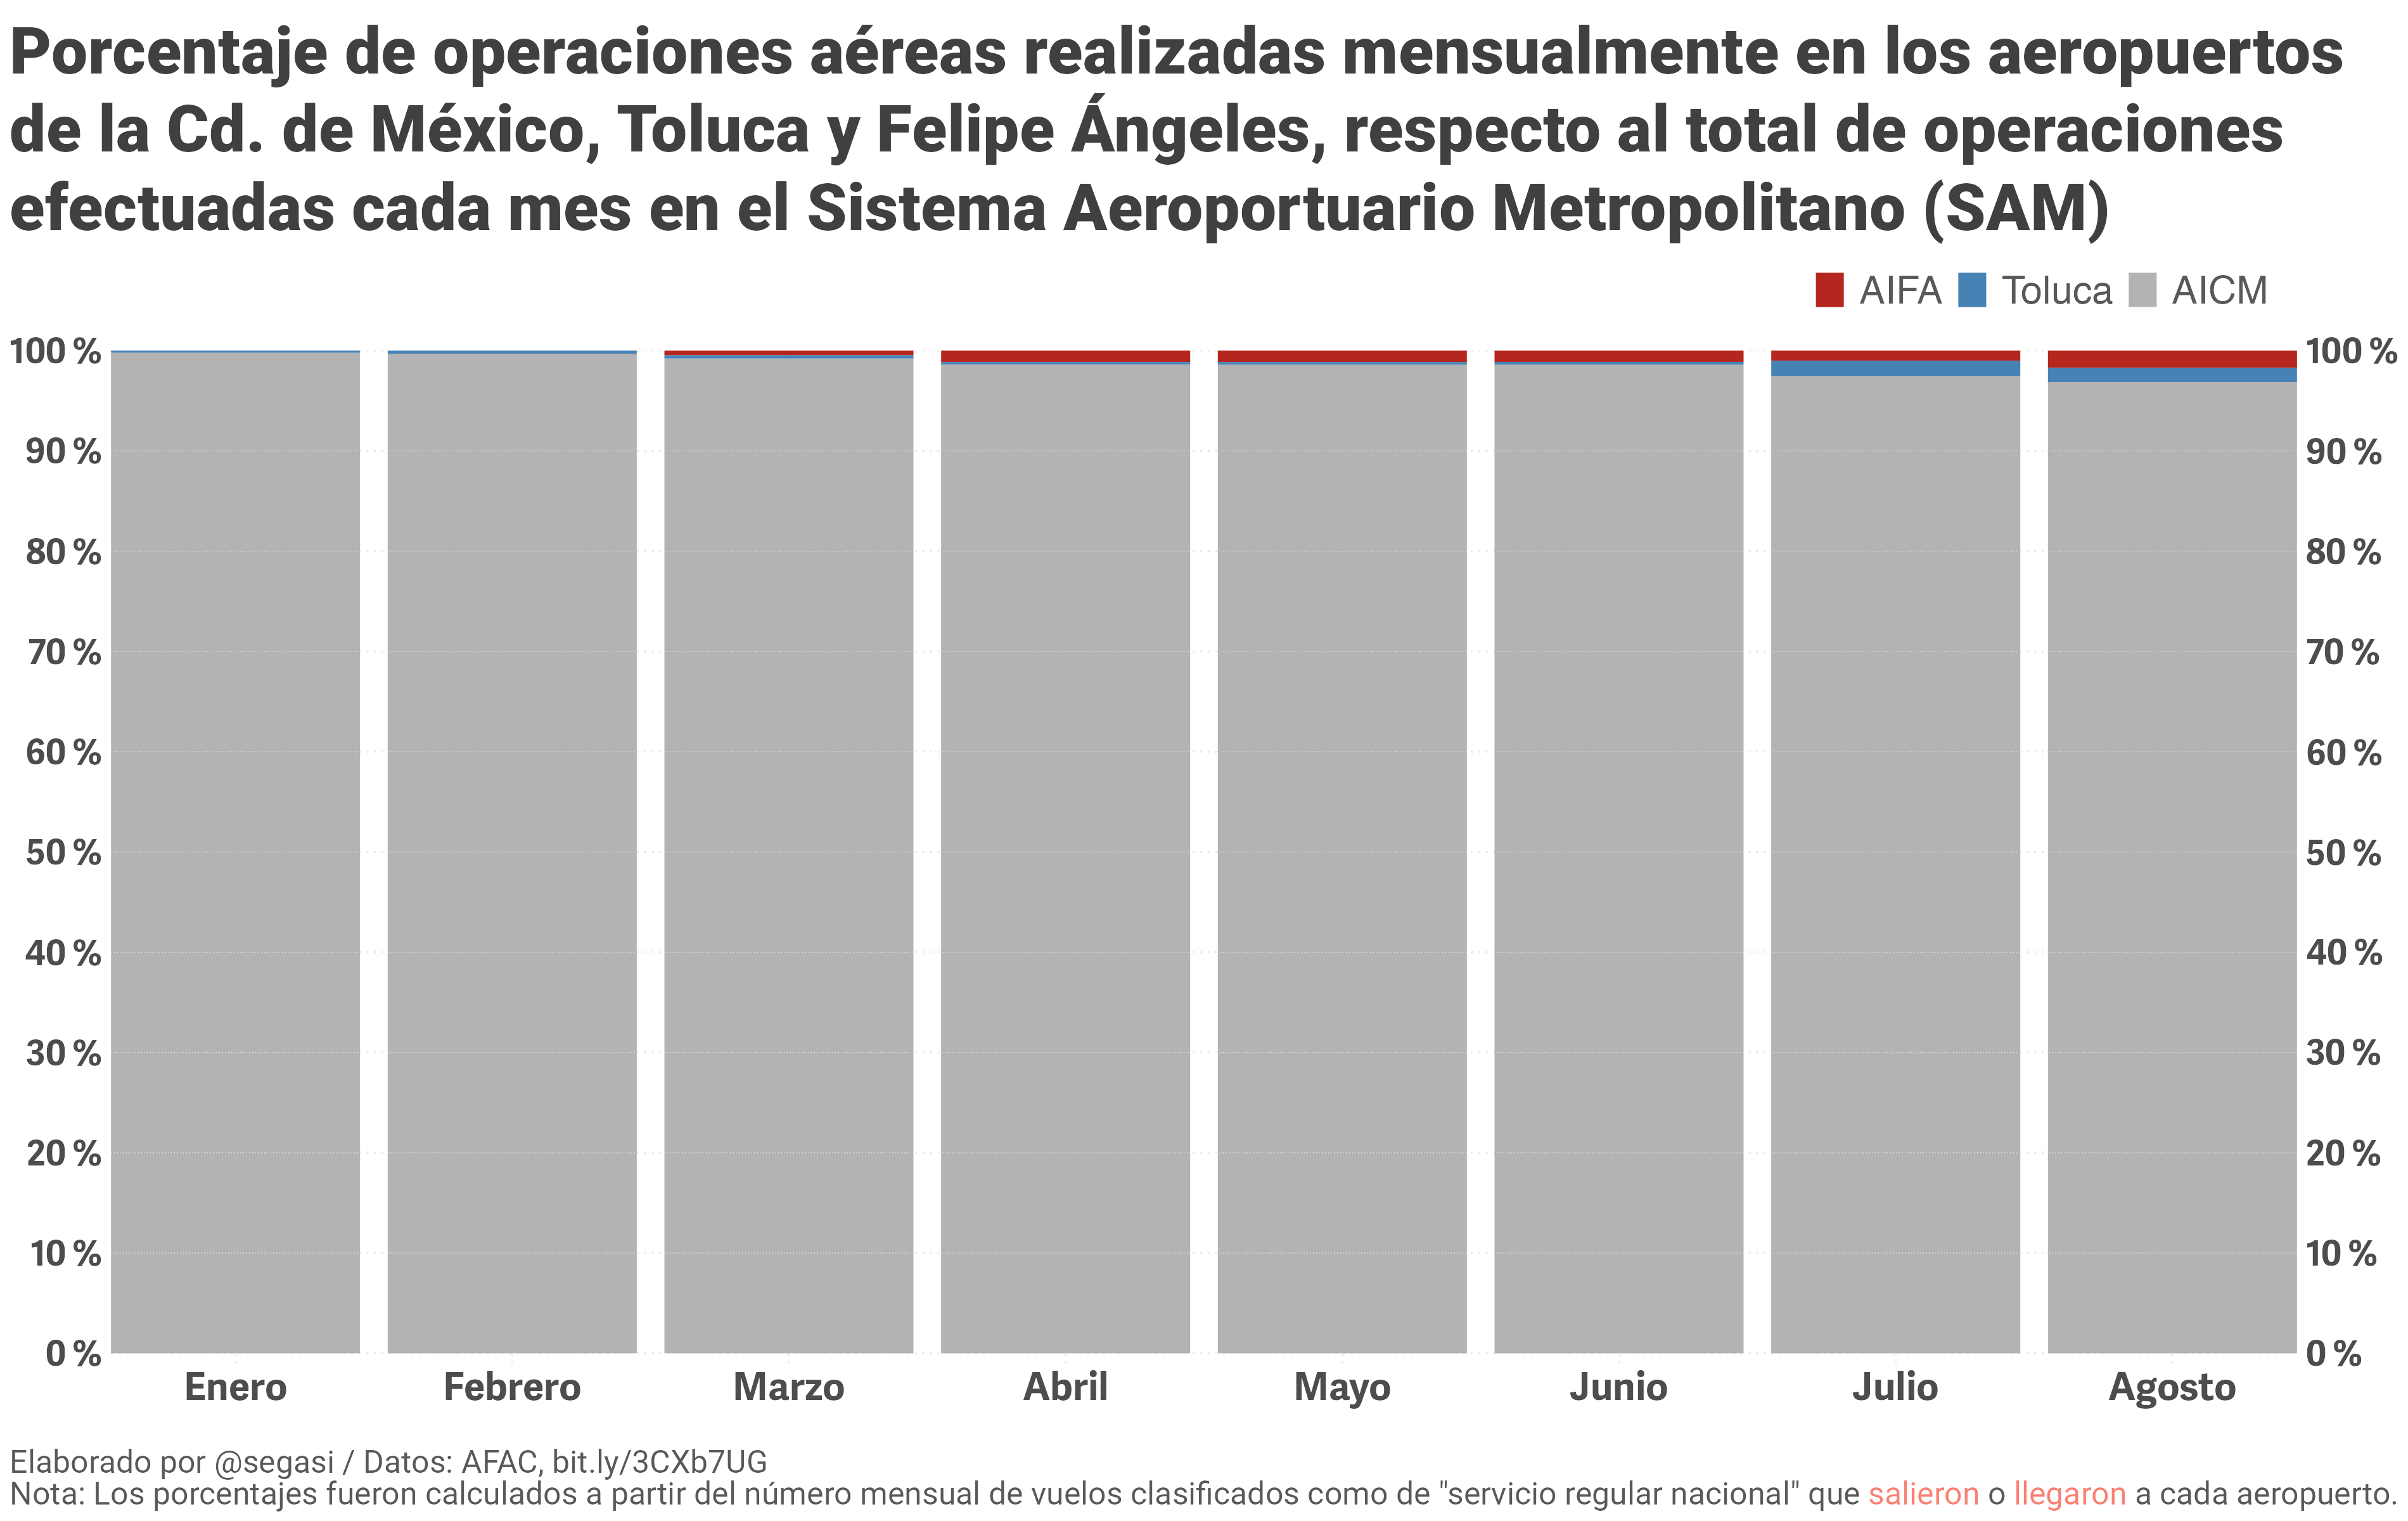 Porcentaje de operaciones aéreas realizadas mensualmente en los aeropuertos
de la Cd. de México, Toluca y Felipe Ángeles, respecto al total de operaciones
efectuadas cada mes en el Sistema Aeroportuario Metropolitano (SAM)
AIFA Toluca AICM
100 % 100 %
90 % 90 %
80 % 80 %
70 % 70 %
60 % 60 %
50 % 50 %
40 % 40 %
30 % 30 %
20 % 20 %
10 % 10 %
0 % 0 %
Enero Febrero Marzo Abril Mayo Junio Julio Agosto
Elaborado por @segasi / Datos: AFAC, bit.ly/3CXb7UG
Nota: Los porcentajes fueron calculados a partir del número mensual de vuelos clasificados como de "servicio regular nacional" que salieron o llegaron a cada aeropuerto.